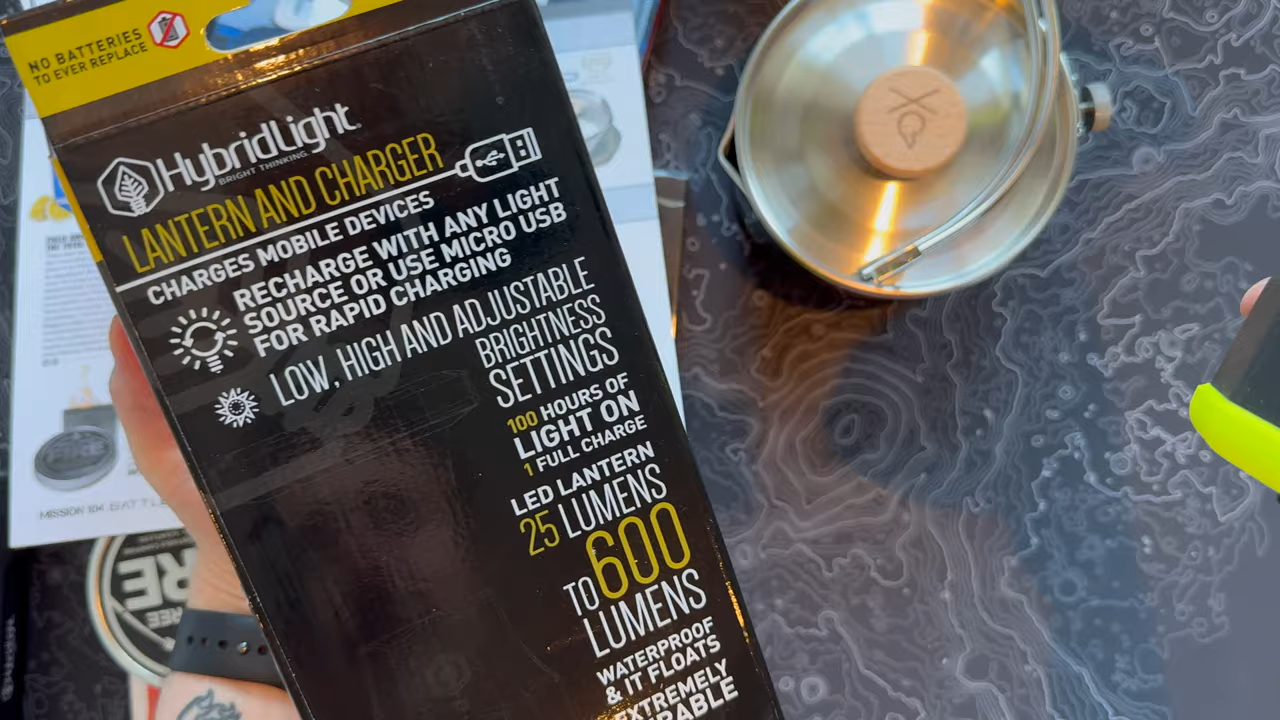 NO BATTERIES
TO EVER REPLACE
HybridLight
BRIGHT THINKING.
LANTERN AND CHARGER
CHARGES MOBILE DEVICES
RECHARGE WITH ANY LIGHT
SOURCE OR USE MICRO USB
FOR RAPID CHARGING
LOW, HIGH AND ADJUSTABLE
BRIGHTNESS
SETTINGS
100 HOURS OF
LIGHT ON
1 FULL CHARGE
LED LANTERN
25 LUMENS
TO 600
LUMENS
WATERPROOF
& IT FLOATS
EXTREMELY
FIRE
MISSION 104 BATTLE